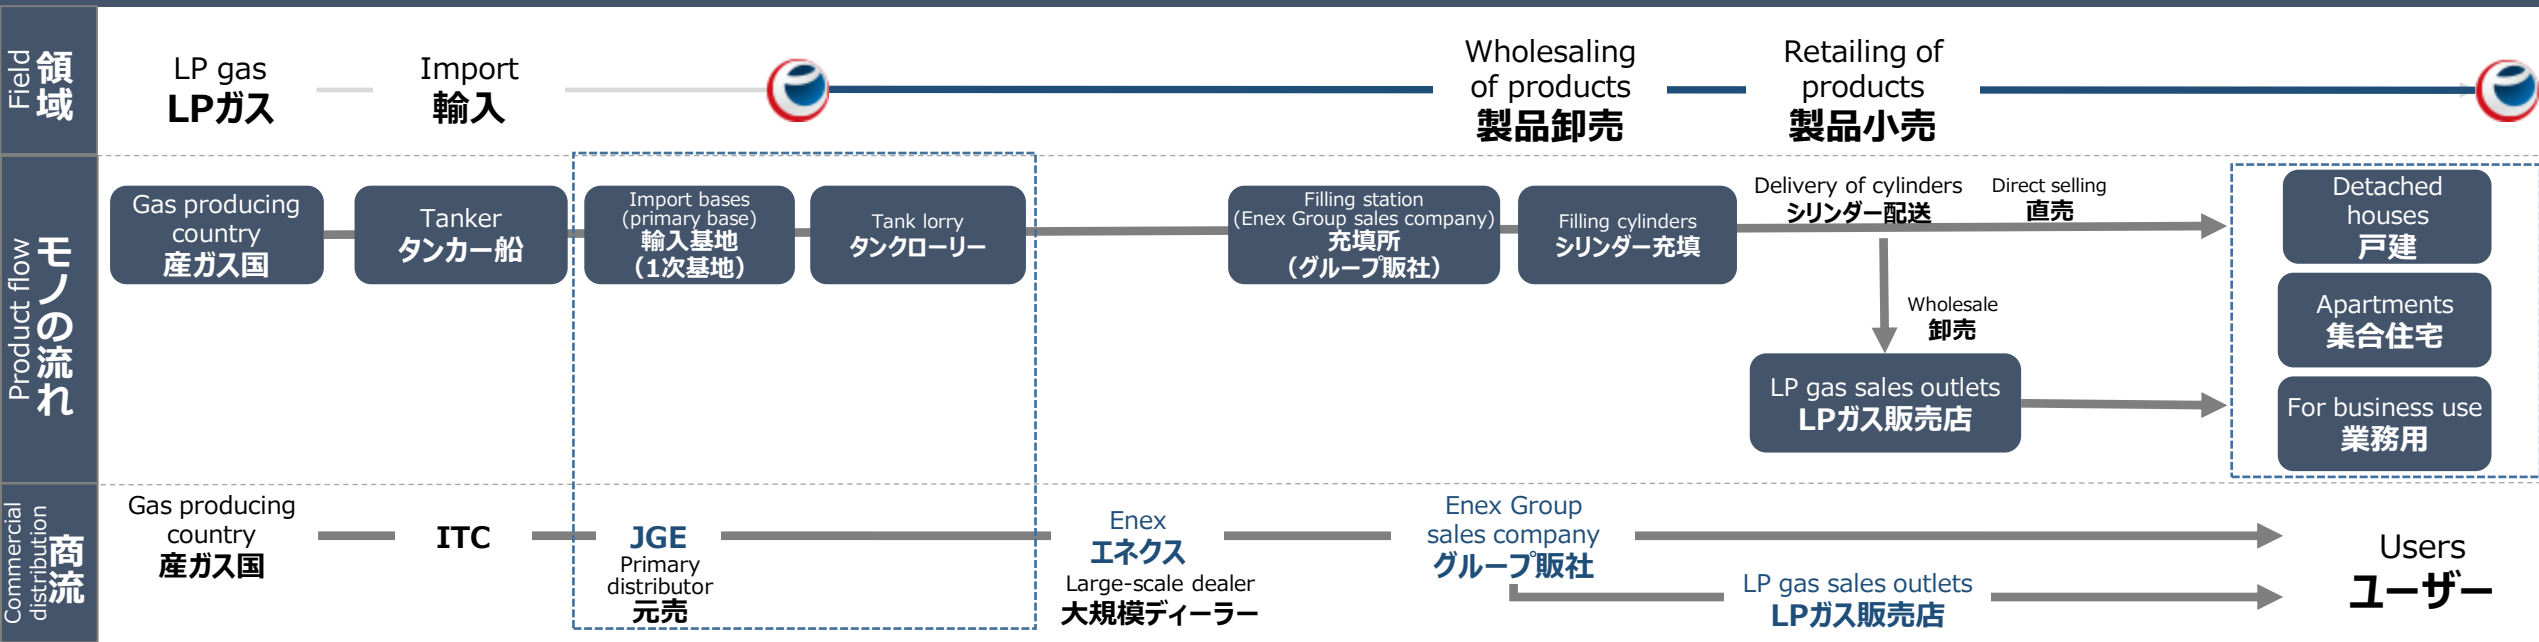 Field
領域
LP gas
LPガス
Import
輸入
Wholesaling
of products
製品卸売
Retailing of
products
製品小売
Product flow
モノの流れ
Gas producing
country
産ガス国
Tanker
タンカー船
Import bases
(primary base)
輸入基地
（1次基地）
Tank lorry
タンクローリー
Filling station
(Enex Group sales company)
充填所
（グループ販社）
Filling cylinders
シリンダー充填
Delivery of cylinders
シリンダー配送
Direct selling
直売
Wholesale
卸売
LP gas sales outlets
LPガス販売店
Detached
houses
戸建
Apartments
集合住宅
For business use
業務用
Commercial
distribution
商流
Gas producing
country
産ガス国
ITC
JGE
Primary
distributor
元売
Enex
エネクス
Large-scale dealer
大規模ディーラー
Enex Group
sales company
グループ販社
LP gas sales outlets
LPガス販売店
Users
ユーザー